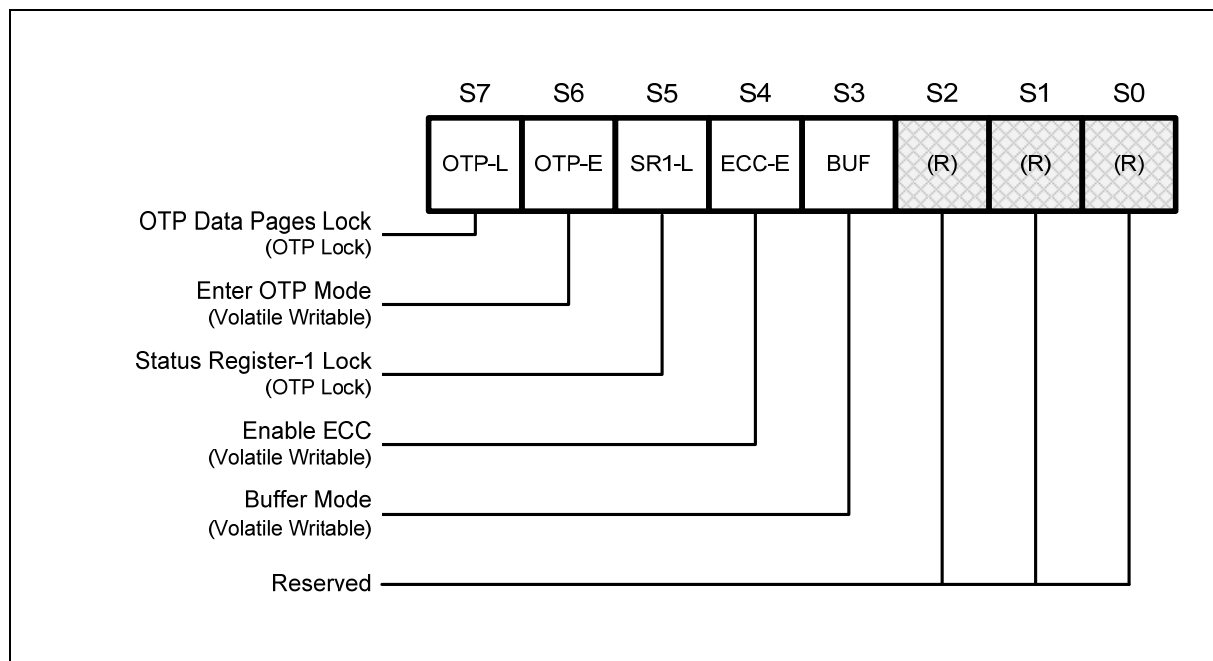 S7 S6 S5 S4 S3 S2 S1 S0
OTP-L OTP-E SR1-L ECC-E BUF (R) (R) (R)
OTP Data Pages Lock
(OTP Lock)
Enter OTP Mode
(Volatile Writable)
Status Register-1 Lock
(OTP Lock)
Enable ECC
(Volatile Writable)
Buffer Mode
(Volatile Writable)
Reserved